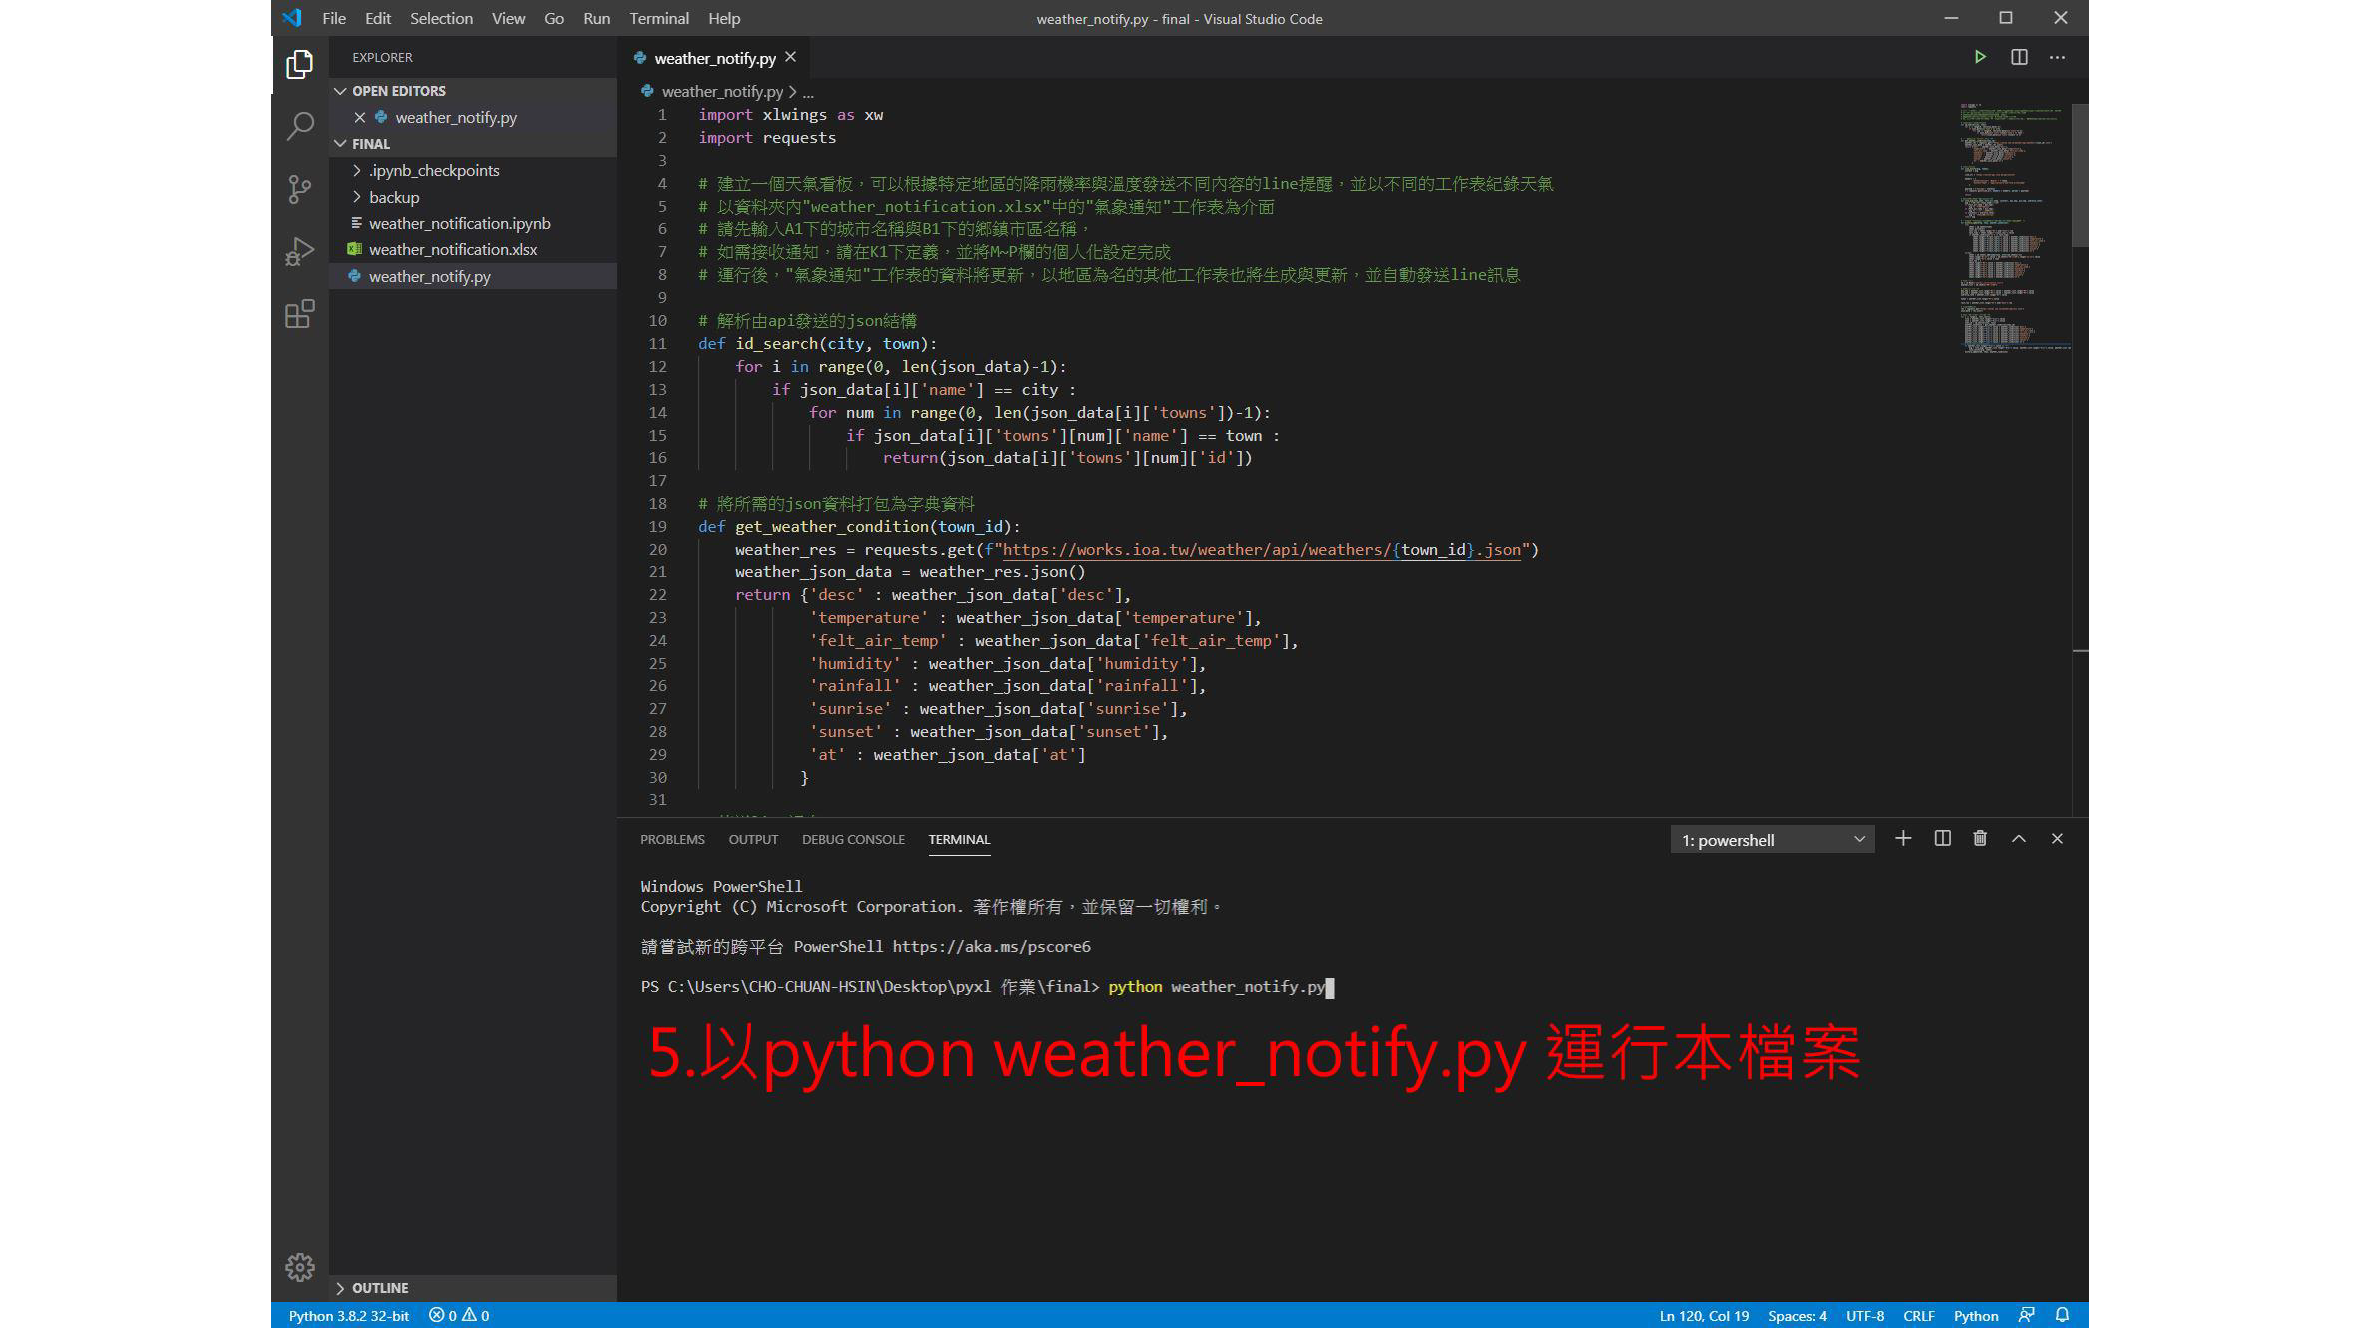 File Edit Selection View Go Run Terminal Help
weather_notify.py - final - Visual Studio Code
EXPLORER
OPEN EDITORS
weather_notify.py
FINAL
.ipynb_checkpoints
backup
weather_notification.ipynb
weather_notification.xlsx
weather_notify.py
OUTLINE
weather_notify.py
weather_notify.py > ...
1 import xlwings as xw
2 import requests
3
4 # 建立一個天氣看板，可以根據特定地區的降雨機率與溫度發送不同內容的line提醒，並以不同的工作表紀錄天氣
5 # 以資料夾內"weather_notification.xlsx"中的"氣象通知"工作表為介面
6 # 請先輸入A1下的城市名稱與B1下的鄉鎮市區名稱，
7 # 如需接收通知，請在K1下定義，並將M~P欄的個人化設定完成
8 # 運行後，"氣象通知"工作表的資料將更新，以地區為名的其他工作表也將生成與更新，並自動發送line訊息
9
10 # 解析由api發送的json結構
11 def id_search(city, town):
12 for i in range(0, len(json_data)-1):
13 if json_data[i]['name'] == city :
14 for num in range(0, len(json_data[i]['towns'])-1):
15 if json_data[i]['towns'][num]['name'] == town :
16 return(json_data[i]['towns'][num]['id'])
17
18 # 將所需的json資料打包為字典資料
19 def get_weather_condition(town_id):
20 weather_res = requests.get(f"https://works.ioa.tw/weather/api/weathers/{town_id}.json")
21 weather_json_data = weather_res.json()
22 return {'desc' : weather_json_data['desc'],
23 'temperature' : weather_json_data['temperature'],
24 'felt_air_temp' : weather_json_data['felt_air_temp'],
25 'humidity' : weather_json_data['humidity'],
26 'rainfall' : weather_json_data['rainfall'],
27 'sunrise' : weather_json_data['sunrise'],
28 'sunset' : weather_json_data['sunset'],
29 'at' : weather_json_data['at']
30 }
31
PROBLEMS OUTPUT DEBUG CONSOLE TERMINAL
1: powershell
Windows PowerShell
Copyright (C) Microsoft Corporation. 著作權所有，並保留一切權利。
請嘗試新的跨平台 PowerShell https://aka.ms/pscore6
PS C:\Users\CHO-CHUAN-HSIN\Desktop\pyxl 作業\final> python weather_notify.py
5.以python weather_notify.py 運行本檔案
Python 3.8.2 32-bit 0 0
Ln 120, Col 19 Spaces: 4 UTF-8 CRLF Python